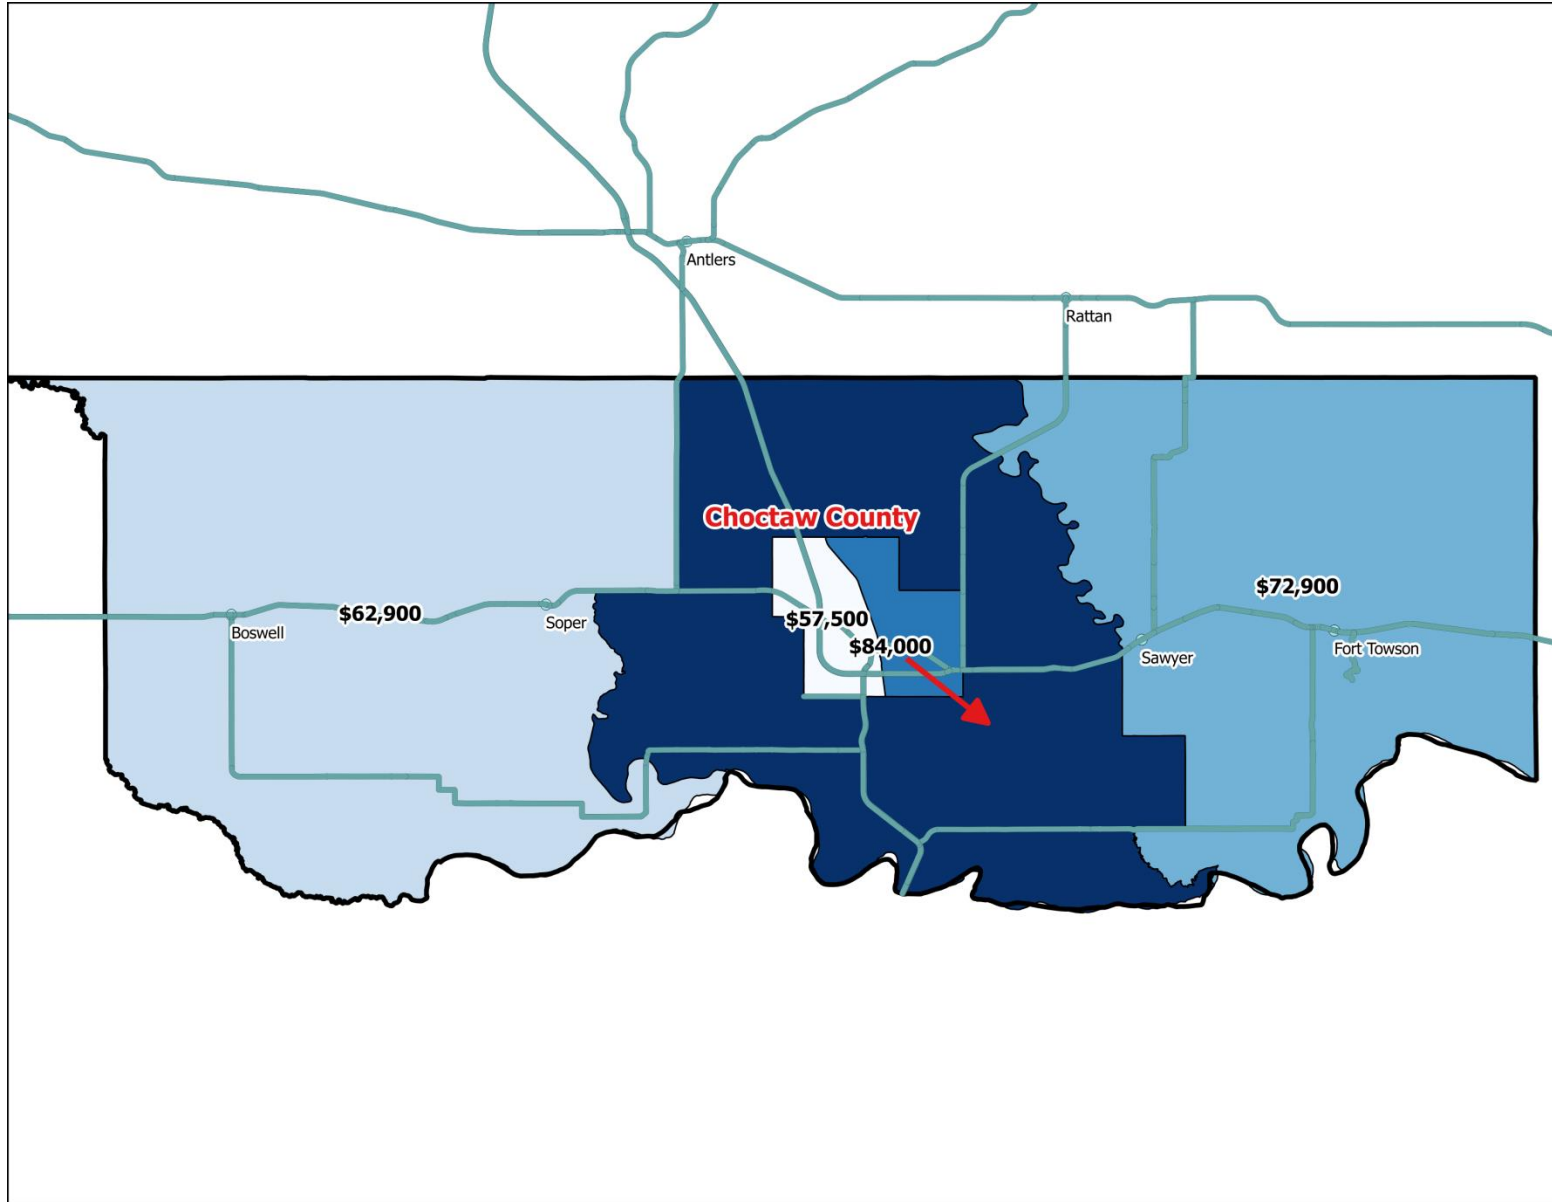 Antlers
Rattan
Choctaw County
$62,900
Boswell
Soper
$57,500
$84,000
$72,900
Sawyer
Fort Towson